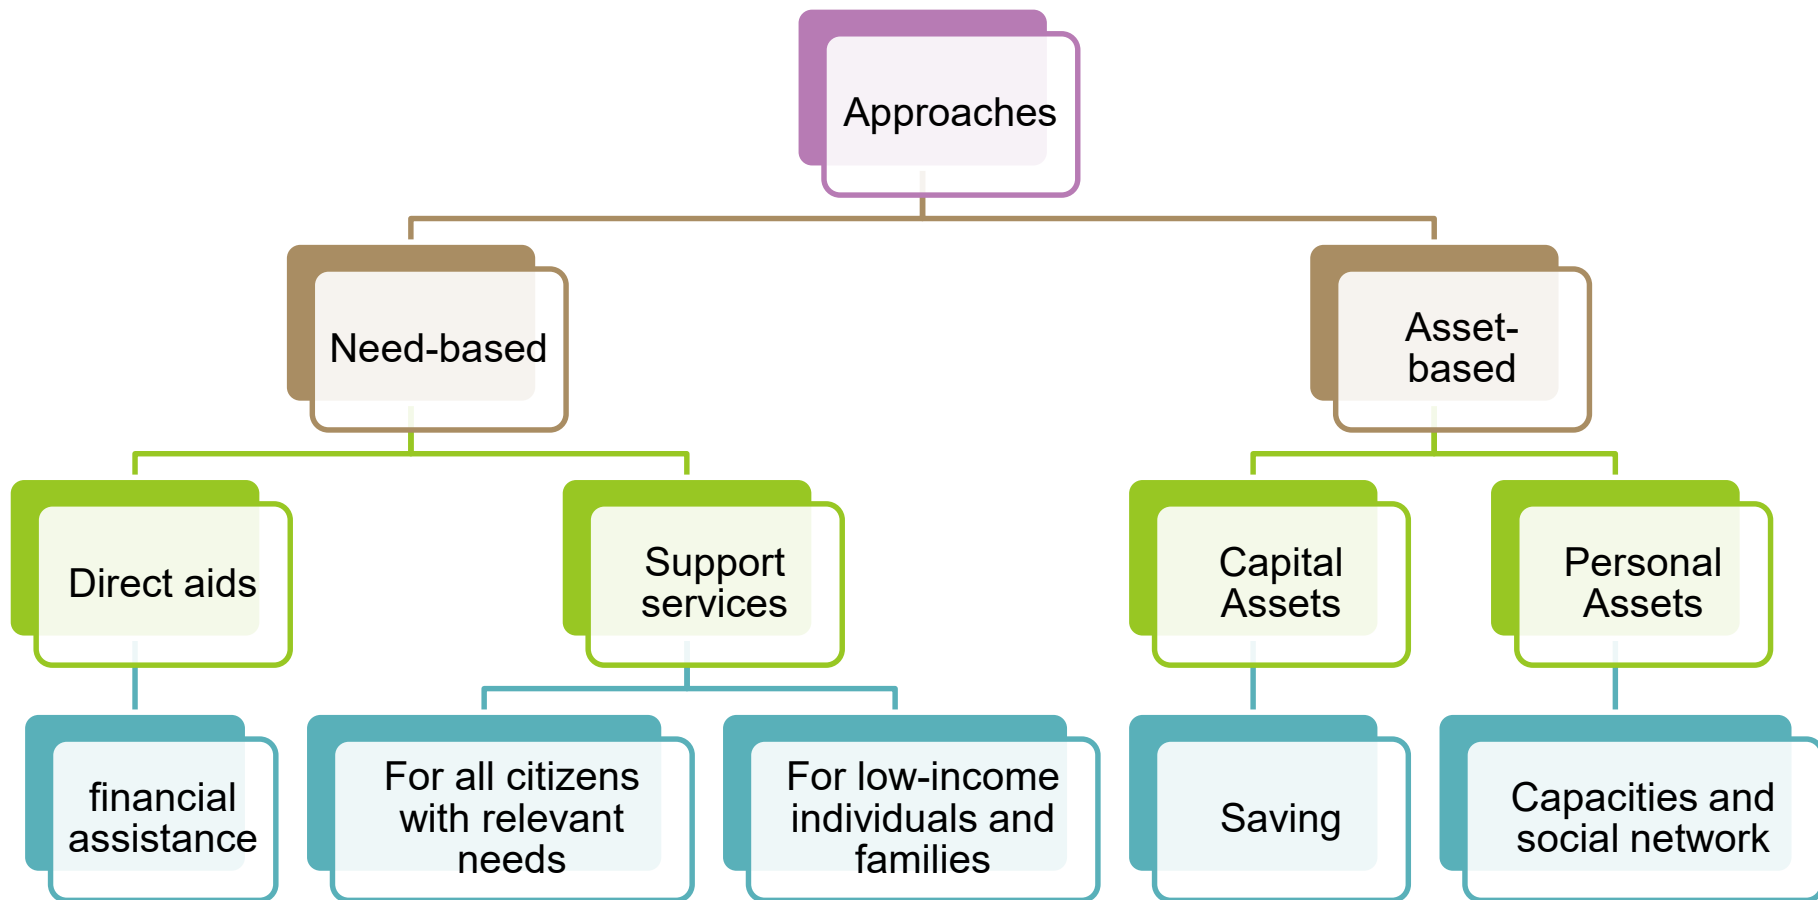 Approaches
Need-based
Asset-
based
Direct aids
Support
services
Capital
Assets
Personal
Assets
financial
assistance
For all citizens
with relevant
needs
For low-income
individuals and
families
Saving
Capacities and
social network